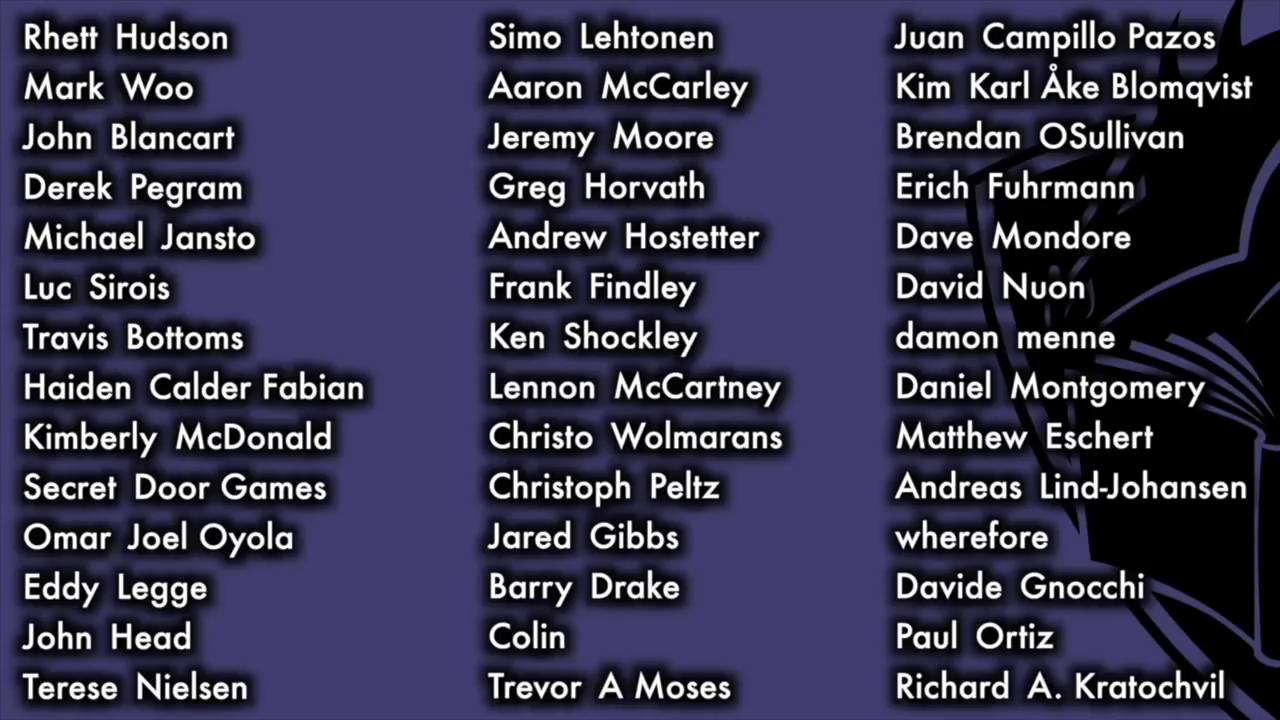 Rhett Hudson
Mark Woo
John Blancart
Derek Pegram
Michael Jansto
Luc Sirois
Travis Bottoms
Haiden Calder Fabian
Kimberly McDonald
Secret Door Games
Omar Joel Oyola
Eddy Legge
John Head
Terese Nielsen
Simo Lehtonen
Aaron McCarley
Jeremy Moore
Greg Horvath
Andrew Hostetter
Frank Findley
Ken Shockley
Lennon McCartney
Christo Wolmarans
Christoph Peltz
Jared Gibbs
Barry Drake
Colin
Trevor A Moses
Juan Campillo Pazos
Kim Karl Åke Blomqvist
Brendan OSullivan
Erich Fuhrmann
Dave Mondore
David Nuon
damon menne
Daniel Montgomery
Matthew Eschert
Andreas Lind-Johansen
wherefore
Davide Gnocchi
Paul Ortiz
Richard A. Kratochvil